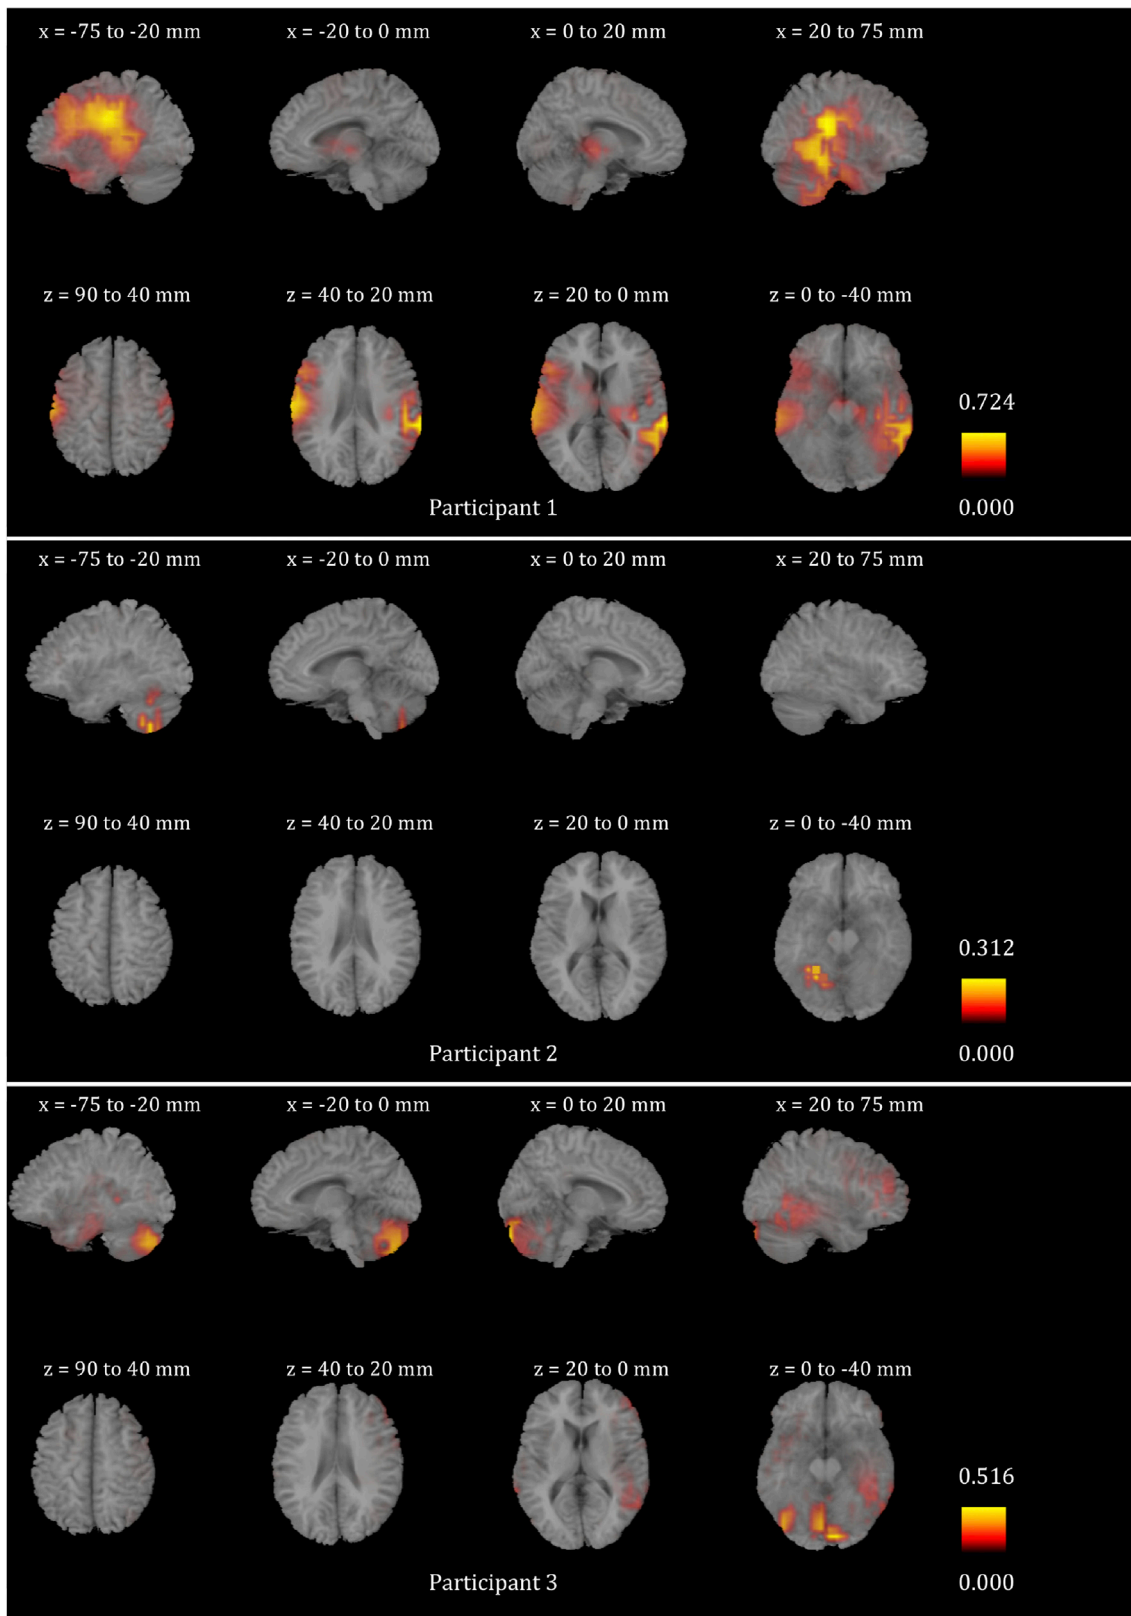 x = -75 to -20 mm x = -20 to 0 mm x = 0 to 20 mm x = 20 to 75 mm
z = 90 to 40 mm z = 40 to 20 mm z = 20 to 0 mm z = 0 to -40 mm
0.724
0.000
Participant 1
x = -75 to -20 mm x = -20 to 0 mm x = 0 to 20 mm x = 20 to 75 mm
z = 90 to 40 mm z = 40 to 20 mm z = 20 to 0 mm z = 0 to -40 mm
0.312
0.000
Participant 2
x = -75 to -20 mm x = -20 to 0 mm x = 0 to 20 mm x = 20 to 75 mm
z = 90 to 40 mm z = 40 to 20 mm z = 20 to 0 mm z = 0 to -40 mm
0.516
0.000
Participant 3